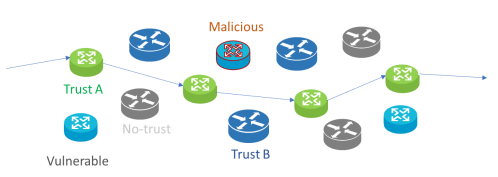 Malicious
Trust A
No-trust
Trust B
Vulnerable